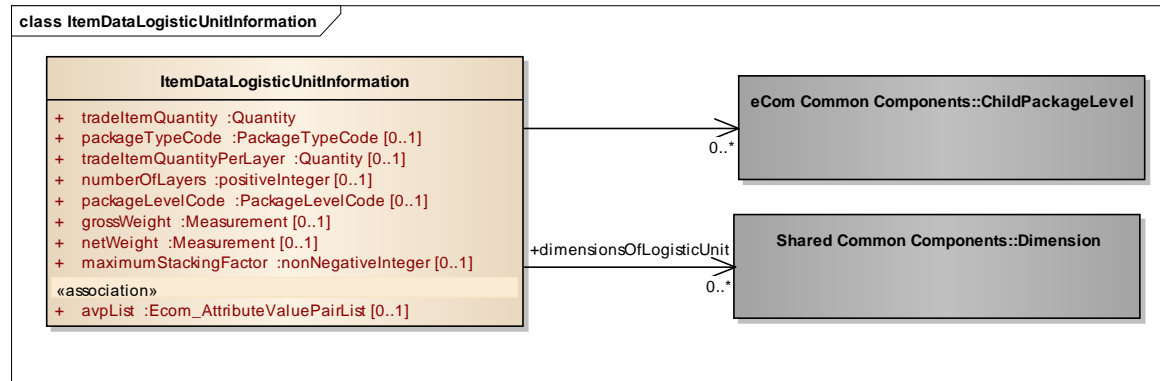 class ItemDataLogisticUnitInformation
ItemDataLogisticUnitInformation
+ tradeItemQuantity :Quantity
+ packageTypeCode :PackageTypeCode [0..1]
+ tradeItemQuantityPerLayer :Quantity [0..1]
+ numberOfLayers :positiveInteger [0..1]
+ packageLevelCode :PackageLevelCode [0..1]
+ grossWeight :Measurement [0..1]
+ netWeight :Measurement [0..1]
+ maximumStackingFactor :nonNegativeInteger [0..1]
«association»
+ avpList :Ecom_AttributeValuePairList [0..1]
eCom Common Components::ChildPackageLevel
0..*
+dimensionsOfLogisticUnit
0..*
Shared Common Components::Dimension